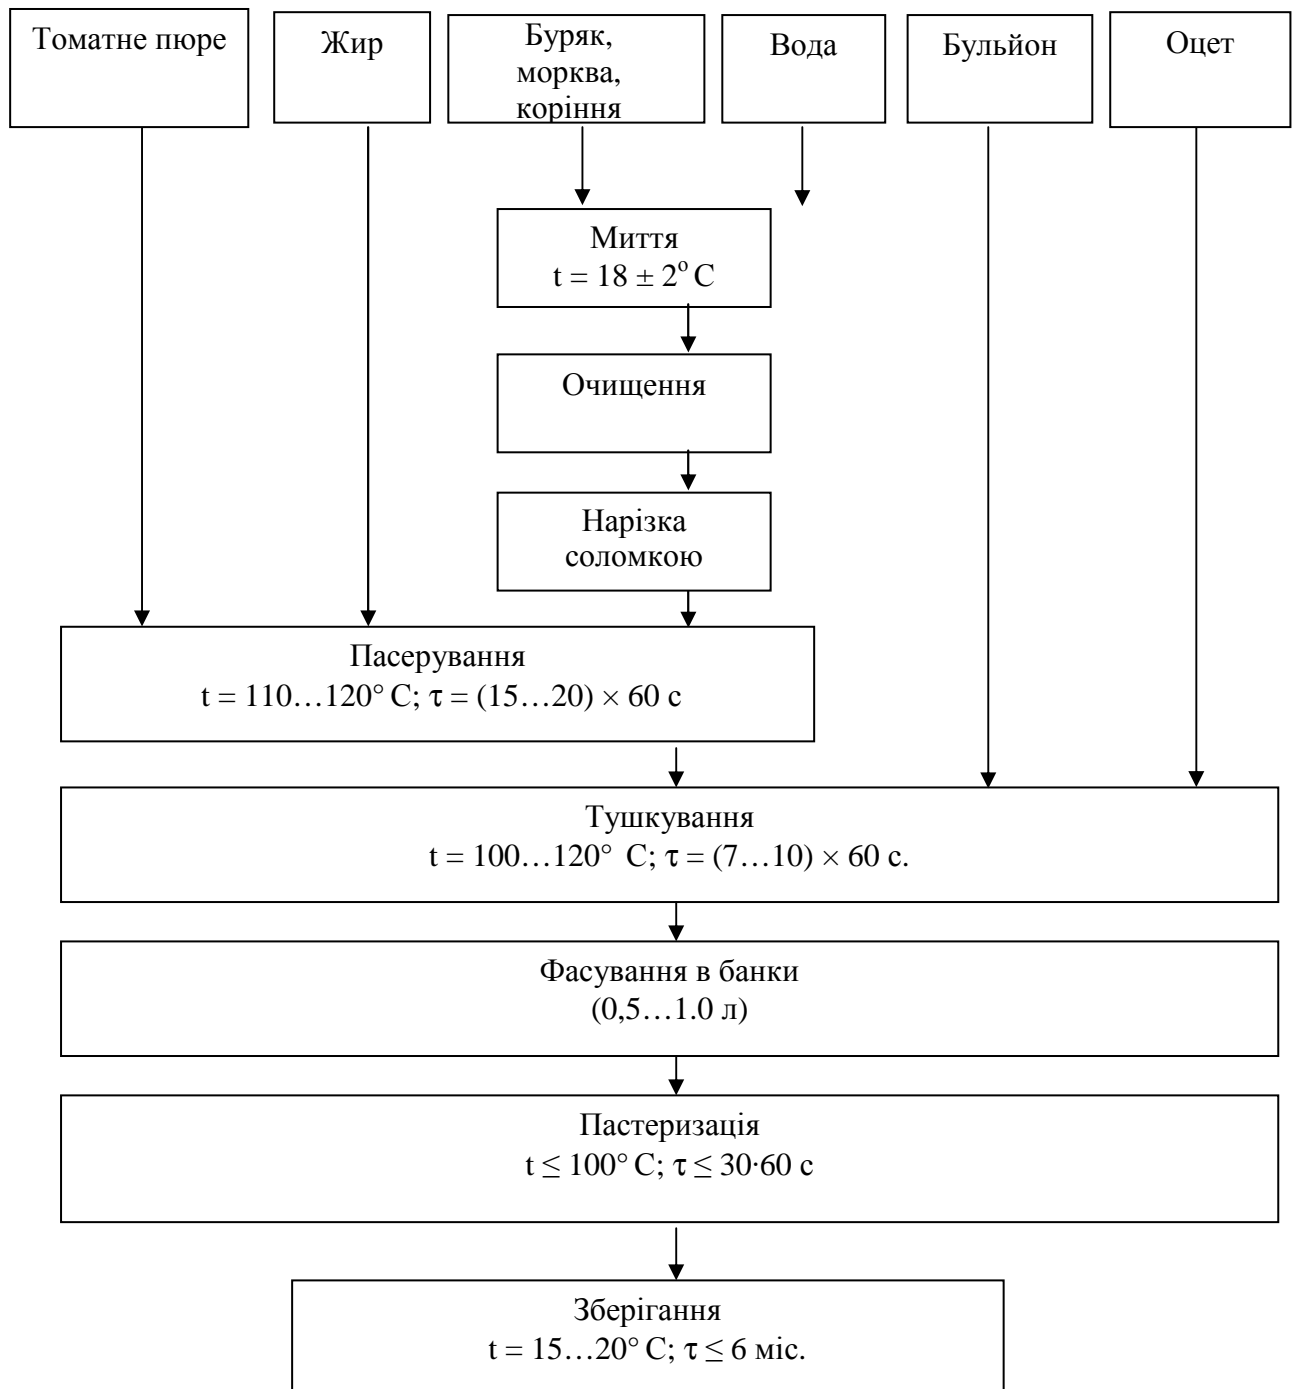 Томатне пюре
Жир
Буряк,
морква,
коріння
Вода
Бульйон
Оцет
Миття
t = 18 ± 2° С
Очищення
Нарізка
соломкою
Пасерування
t = 110…120° С; τ = (15…20) × 60 с
Тушкування
t = 100…120° С; τ = (7…10) × 60 с.
Фасування в банки
(0,5…1.0 л)
Пастеризація
t ≤ 100° С; τ ≤ 30·60 с
Зберігання
t = 15…20° С; τ ≤ 6 міс.